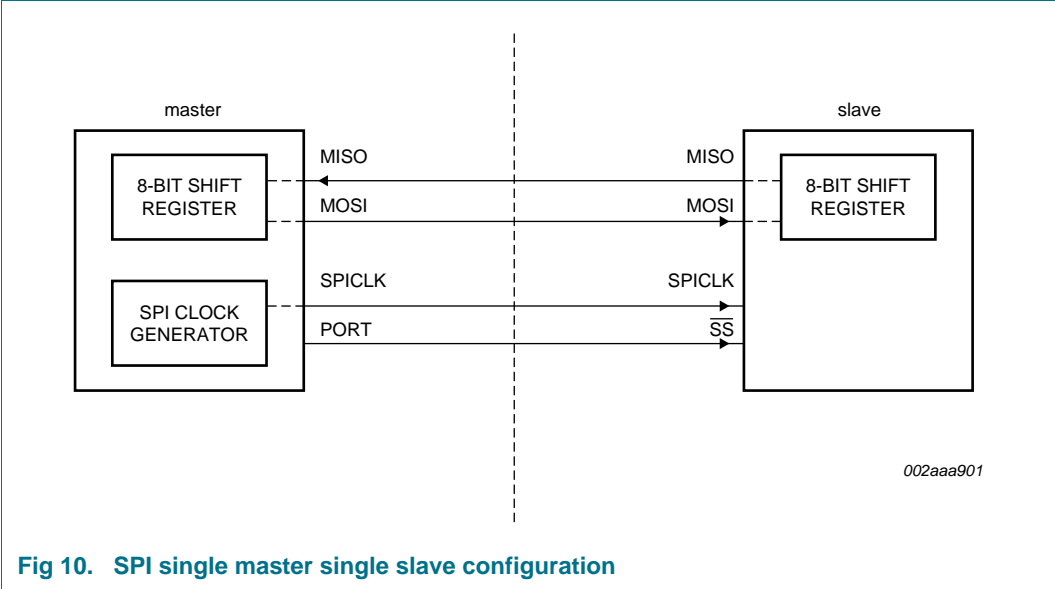 master
slave
8-BIT SHIFT
REGISTER
MISO
MISO
8-BIT SHIFT
REGISTER
MOSI
MOSI
SPI CLOCK
GENERATOR
SPICLK
SPICLK
PORT
S̅S̅
002aaa901
Fig 10. SPI single master single slave configuration